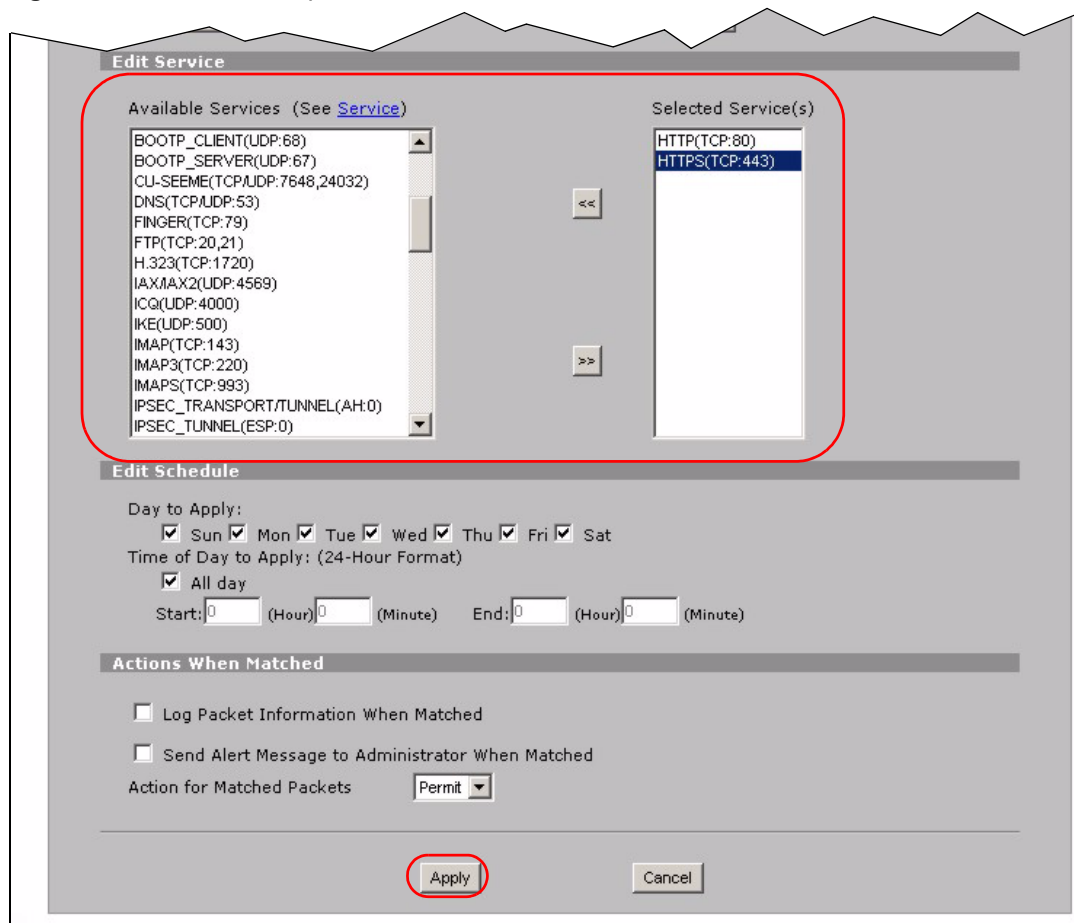 Edit Service
Available Services (See Service)
Selected Service(s)
BOOTP_CLIENT(UDP:68)
BOOTP_SERVER(UDP:67)
CU-SEEME(TCP/UDP:7648,24032)
DNS(TCP/UDP:53)
FINGER(TCP:79)
FTP(TCP:20,21)
H.323(TCP:1720)
IAX/IAX2(UDP:4569)
ICQ(UDP:4000)
IKE(UDP:500)
IMAP(TCP:143)
IMAP3(TCP:220)
IMAPS(TCP:993)
IPSEC_TRANSPORT/TUNNEL(AH:0)
IPSEC_TUNNEL(ESP:0)
<<
>>
HTTP(TCP:80)
HTTPS(TCP:443)
Edit Schedule
Day to Apply:
Sun Mon Tue Wed Thu Fri Sat
Time of Day to Apply: (24-Hour Format)
All day
Start: 0 (Hour) 0 (Minute) End: 0 (Hour) 0 (Minute)
Actions When Matched
Log Packet Information When Matched
Send Alert Message to Administrator When Matched
Action for Matched Packets Permit
Apply Cancel